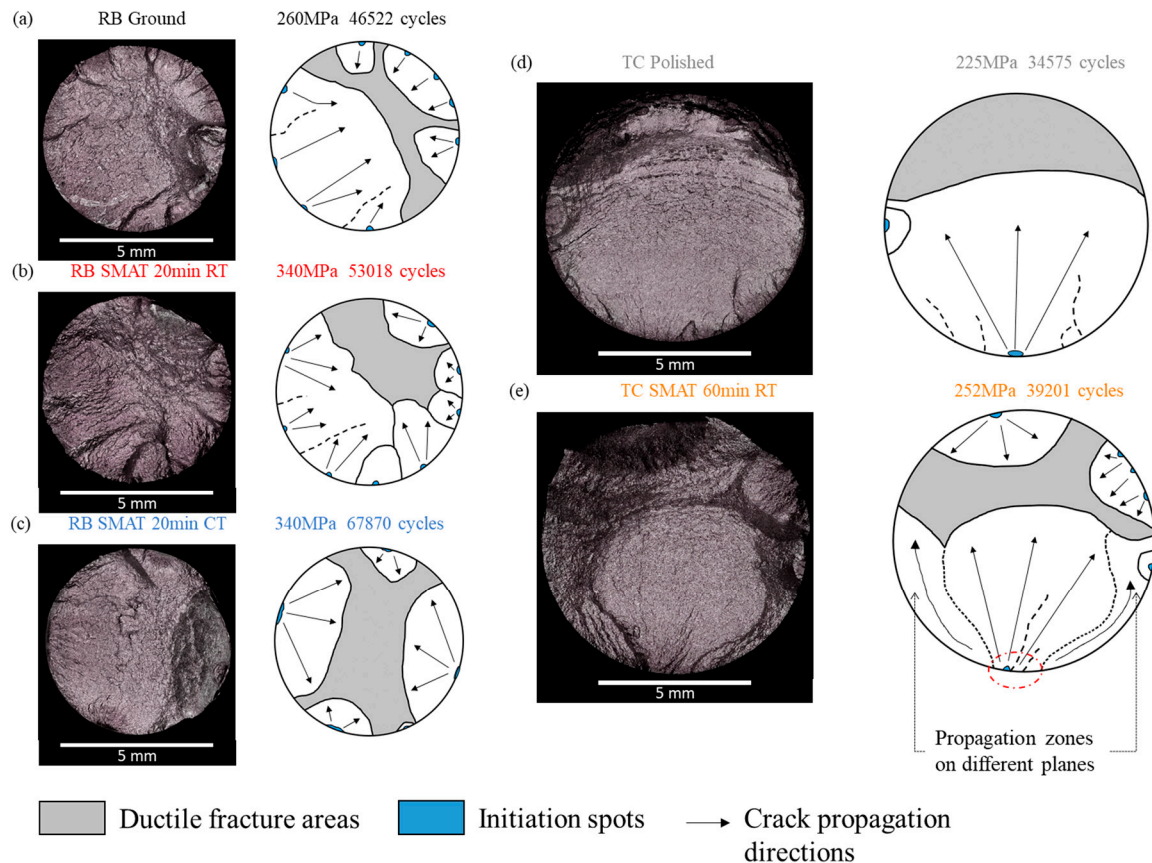 (a)
RB Ground
260MPa 46522 cycles
5 mm
(b)
RB SMAT 20min RT
340MPa 53018 cycles
5 mm
(c)
RB SMAT 20min CT
340MPa 67870 cycles
5 mm
(d)
TC Polished
225MPa 34575 cycles
5 mm
(e)
TC SMAT 60min RT
252MPa 39201 cycles
5 mm
Propagation zones
on different planes
Ductile fracture areas
Initiation spots
Crack propagation
directions